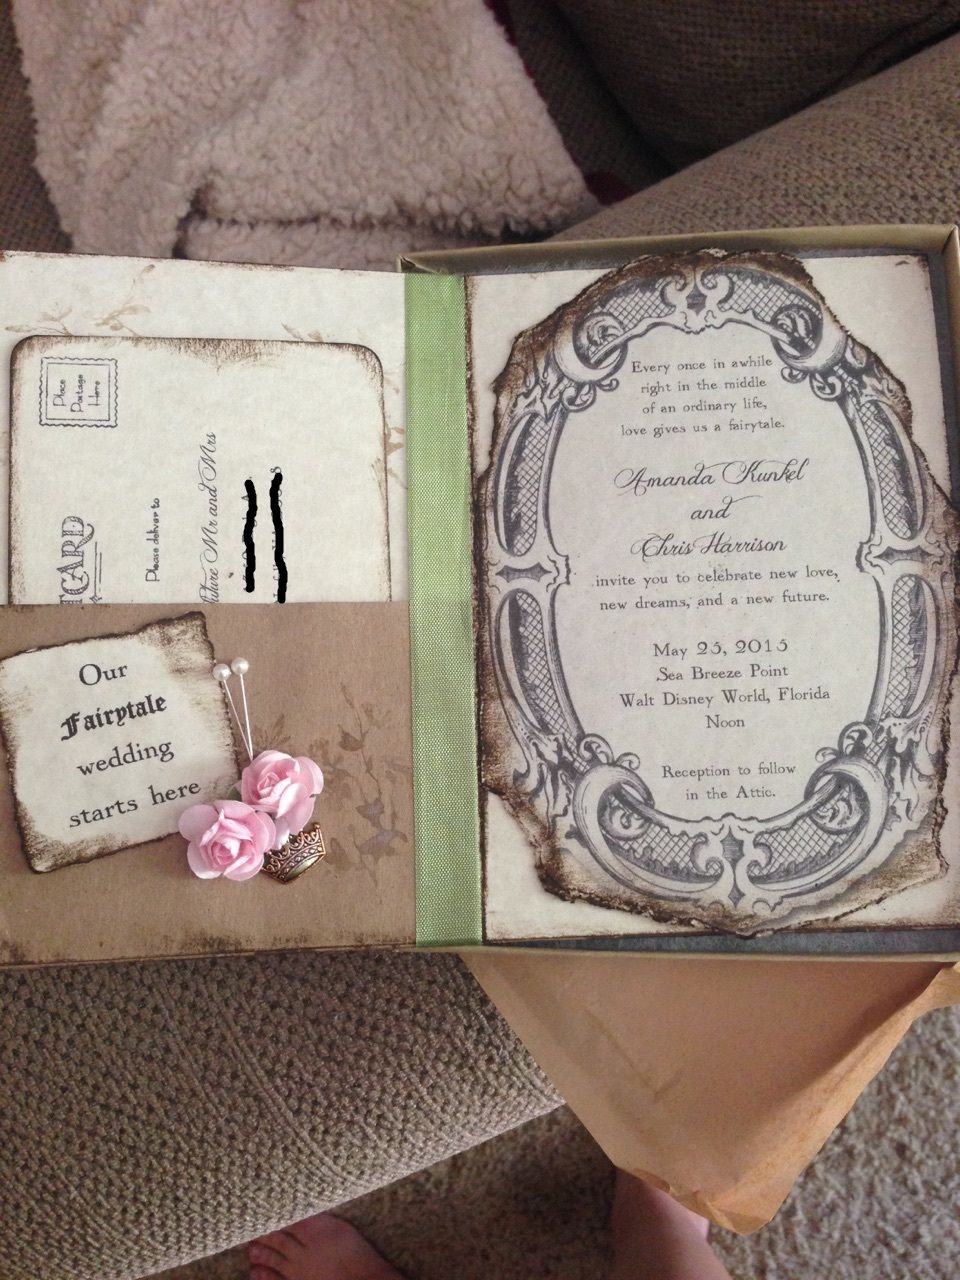 Place
Postage
Here
Please deliver to
Mr and Mrs
Our
Fairytale
wedding
starts here
Every once in awhile
right in the middle
of an ordinary life,
love gives us a fairytale.
Amanda Kunkel
and
Chris Harrison
invite you to celebrate new love,
new dreams, and a new future.
May 25, 2015
Sea Breeze Point
Walt Disney World, Florida
Noon
Reception to follow
in the Attic.